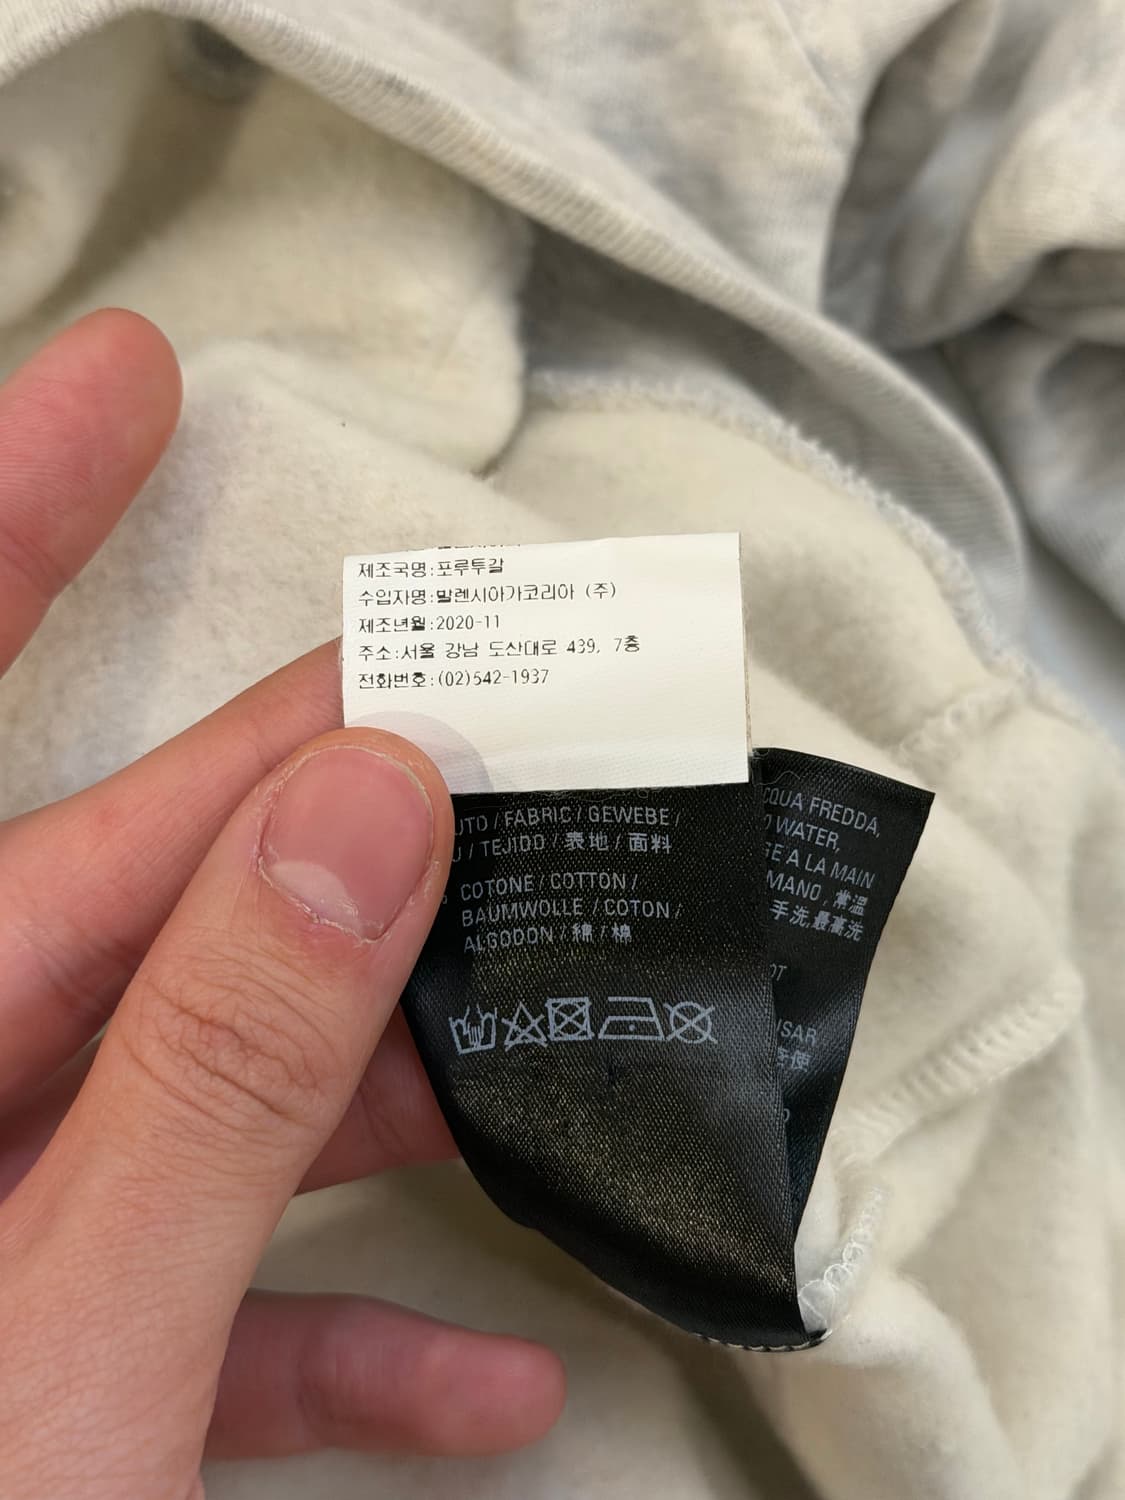 제조국명:포루투갈
수입자명:발렌시아가코리아 (주)
제조년월:2020-11
주소:서울 강남 도산대로 439, 7층
전화번호:(02)542-1937
/ FABRIC / GEWEBE /
/ TEJIDO / 表地 / 面料
COTONE / COTTON /
BAUMWOLLE / COTON /
ALGODON / 綿 / 棉
FREDDA,
WATER,
A LA MAIN
MANO, 常温
手洗,最高洗